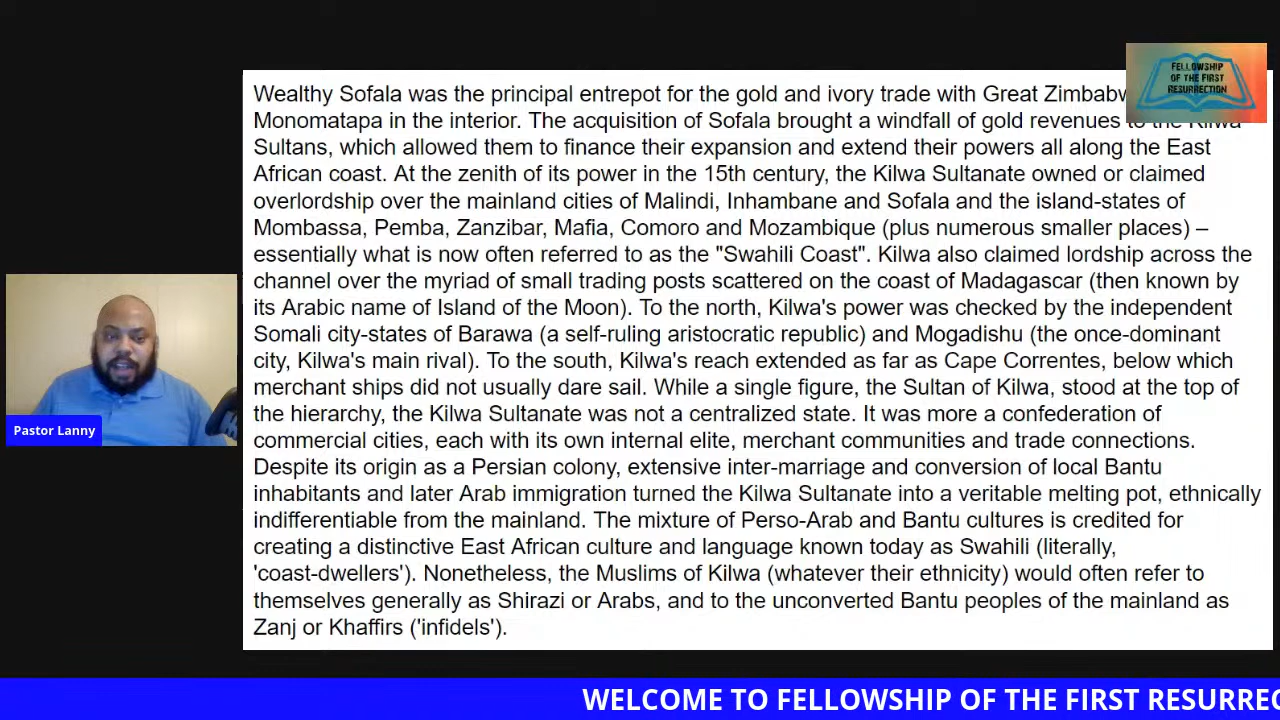 FELLOWSHIP
OF THE FIRST
RESURRECTION
Wealthy Sofala was the principal entrepot for the gold and ivory trade with Great
Monomatapa in the interior. The acquisition of Sofala brought a windfall of gold revenues to the Kilwa
Sultans, which allowed them to finance their expansion and extend their powers all along the East
African coast. At the zenith of its power in the 15th century, the Kilwa Sultanate owned or claimed
overlordship over the mainland cities of Malindi, Inhambane and Sofala and the island-states of
Mombassa, Pemba, Zanzibar, Mafia, Comoro and Mozambique (plus numerous smaller places) –
essentially what is now often referred to as the "Swahili Coast". Kilwa also claimed lordship across the
channel over the myriad of small trading posts scattered on the coast of Madagascar (then known by
its Arabic name of Island of the Moon). To the north, Kilwa's power was checked by the independent
Somali city-states of Barawa (a self-ruling aristocratic republic) and Mogadishu (the once-dominant
city, Kilwa's main rival). To the south, Kilwa's reach extended as far as Cape Correntes, below which
merchant ships did not usually dare sail. While a single figure, the Sultan of Kilwa, stood at the top of
the hierarchy, the Kilwa Sultanate was not a centralized state. It was more a confederation of
commercial cities, each with its own internal elite, merchant communities and trade connections.
Despite its origin as a Persian colony, extensive inter-marriage and conversion of local Bantu
inhabitants and later Arab immigration turned the Kilwa Sultanate into a veritable melting pot, ethnically
indifferentiable from the mainland. The mixture of Perso-Arab and Bantu cultures is credited for
creating a distinctive East African culture and language known today as Swahili (literally,
'coast-dwellers'). Nonetheless, the Muslims of Kilwa (whatever their ethnicity) would often refer to
themselves generally as Shirazi or Arabs, and to the unconverted Bantu peoples of the mainland as
Zanj or Khaffirs ('infidels').
Pastor Lanny
WELCOME TO FELLOWSHIP OF THE FIRST RESURREC